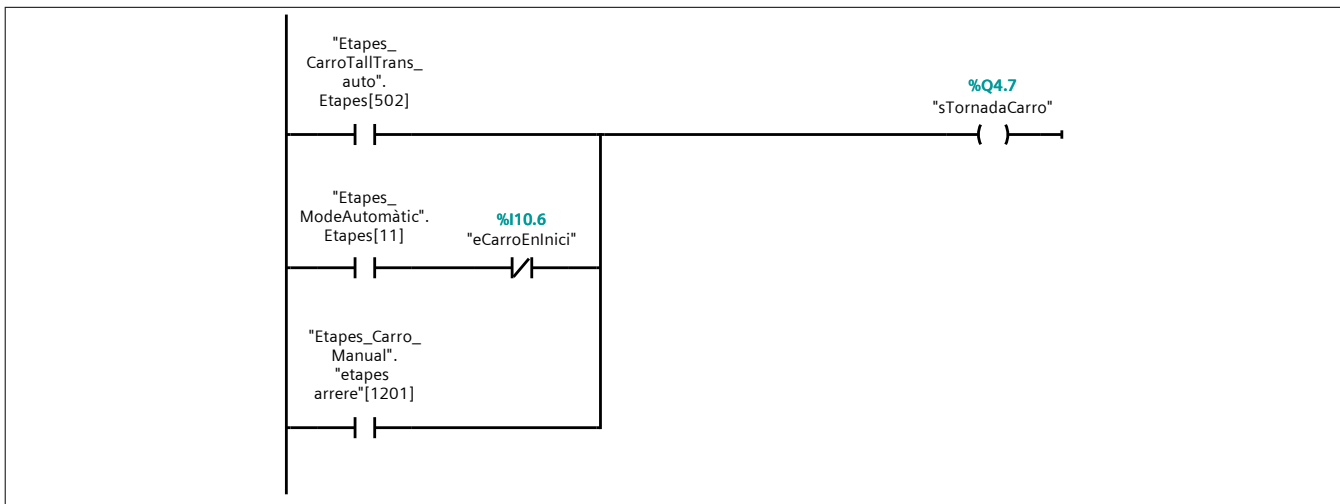 "Etapes_
CarroTallTrans_
auto".
Etapes[502]
%Q4.7
"sTornadaCarro"
"Etapes_
ModeAutomàtic".
Etapes[11]
%I10.6
"eCarroEnInici"
"Etapes_Carro_
Manual".
"etapes
arrere"[1201]